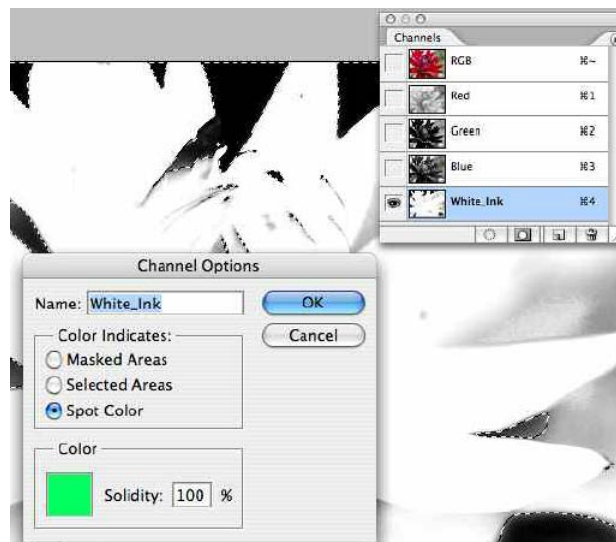 Channels
RGB ⌘~
Red ⌘1
Green ⌘2
Blue ⌘3
White_Ink ⌘4
Channel Options
Name: White_Ink
OK
Cancel
Color Indicates:
Masked Areas
Selected Areas
Spot Color
Color
Solidity: 100 %